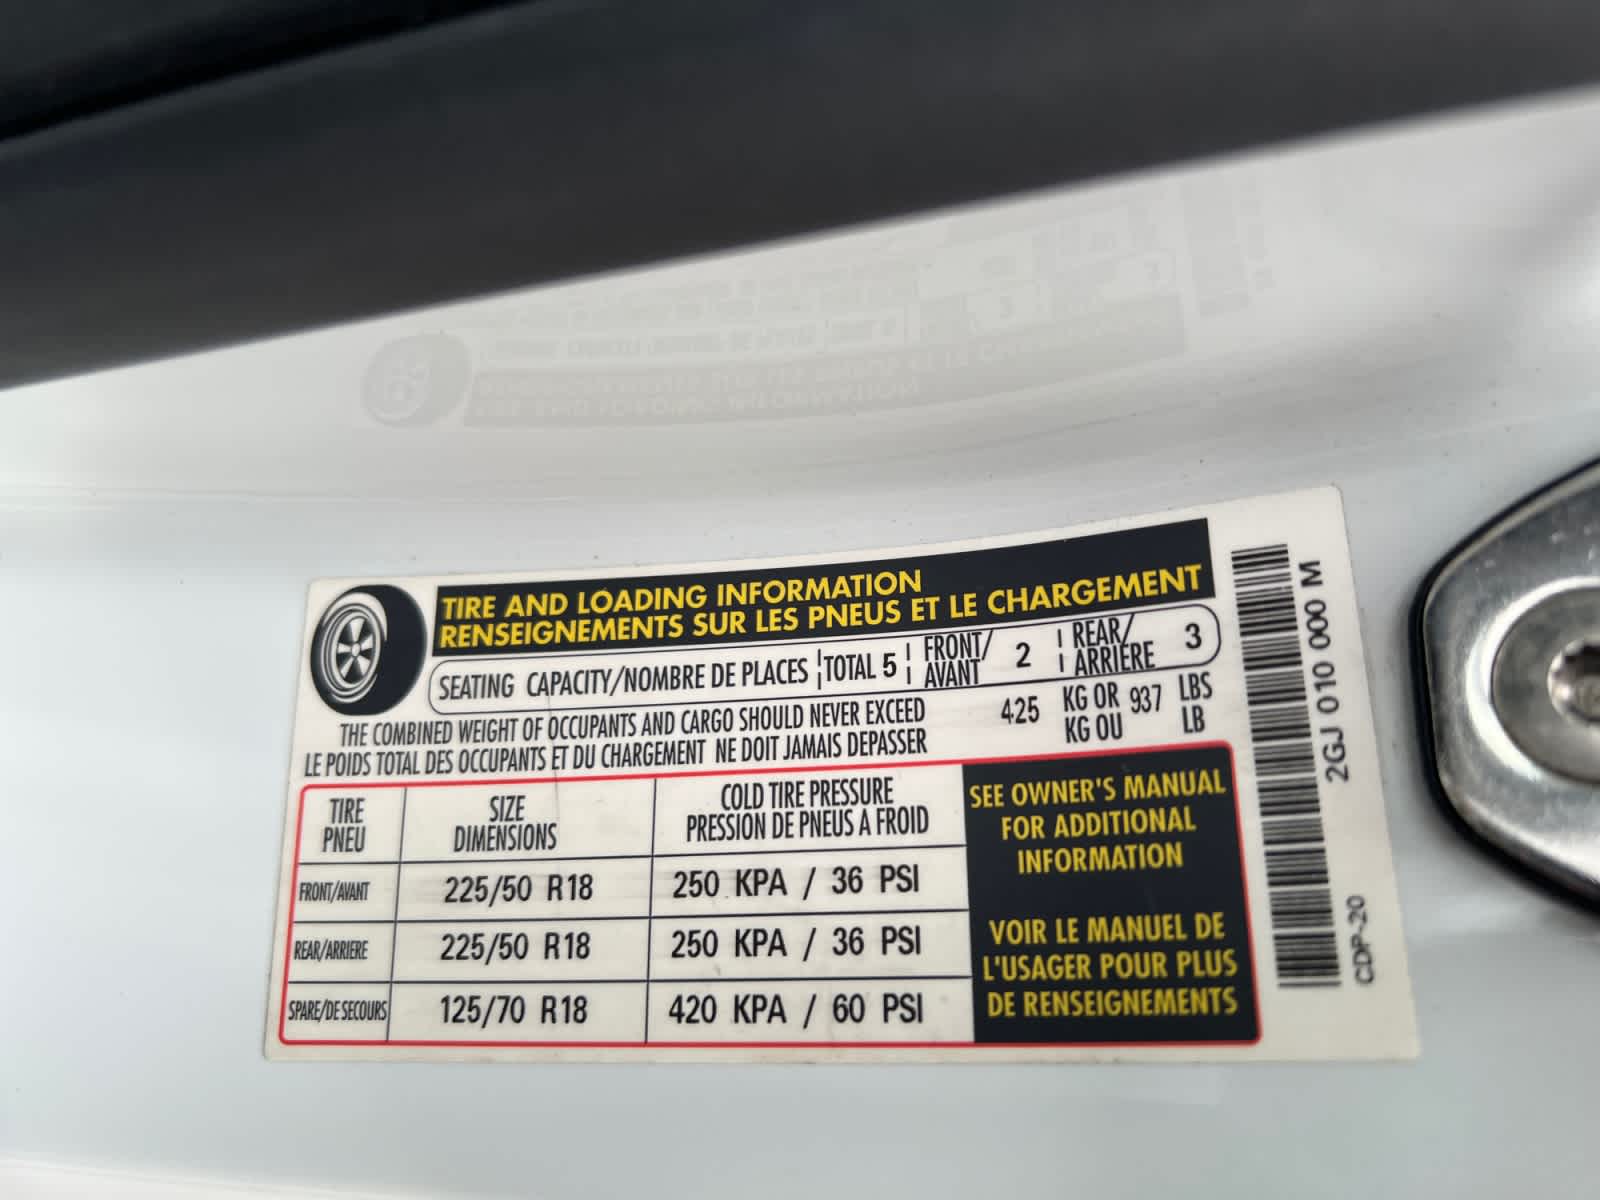 TIRE AND LOADING INFORMATION
RENSEIGNEMENTS SUR LES PNEUS ET LE CHARGEMENT
SEATING CAPACITY/NOMBRE DE PLACES TOTAL 5 FRONT/AVANT 2 REAR/ARRIÈRE 3
THE COMBINED WEIGHT OF OCCUPANTS AND CARGO SHOULD NEVER EXCEED 425 KG OR 937 LBS
LE POIDS TOTAL DES OCCUPANTS ET DU CHARGEMENT NE DOIT JAMAIS DEPASSER KG OU LB
TIRE SIZE COLD TIRE PRESSURE
PNEU DIMENSIONS PRESSION DE PNEUS A FROID
FRONT/AVANT 225/50 R18 250 KPA / 36 PSI
REAR/ARRIERE 225/50 R18 250 KPA / 36 PSI
SPARE/DE SECOURS 125/70 R18 420 KPA / 60 PSI
SEE OWNER'S MANUAL
FOR ADDITIONAL
INFORMATION
VOIR LE MANUEL DE
L'USAGER POUR PLUS
DE RENSEIGNEMENTS
2GJ 010 000 M
CDP-20